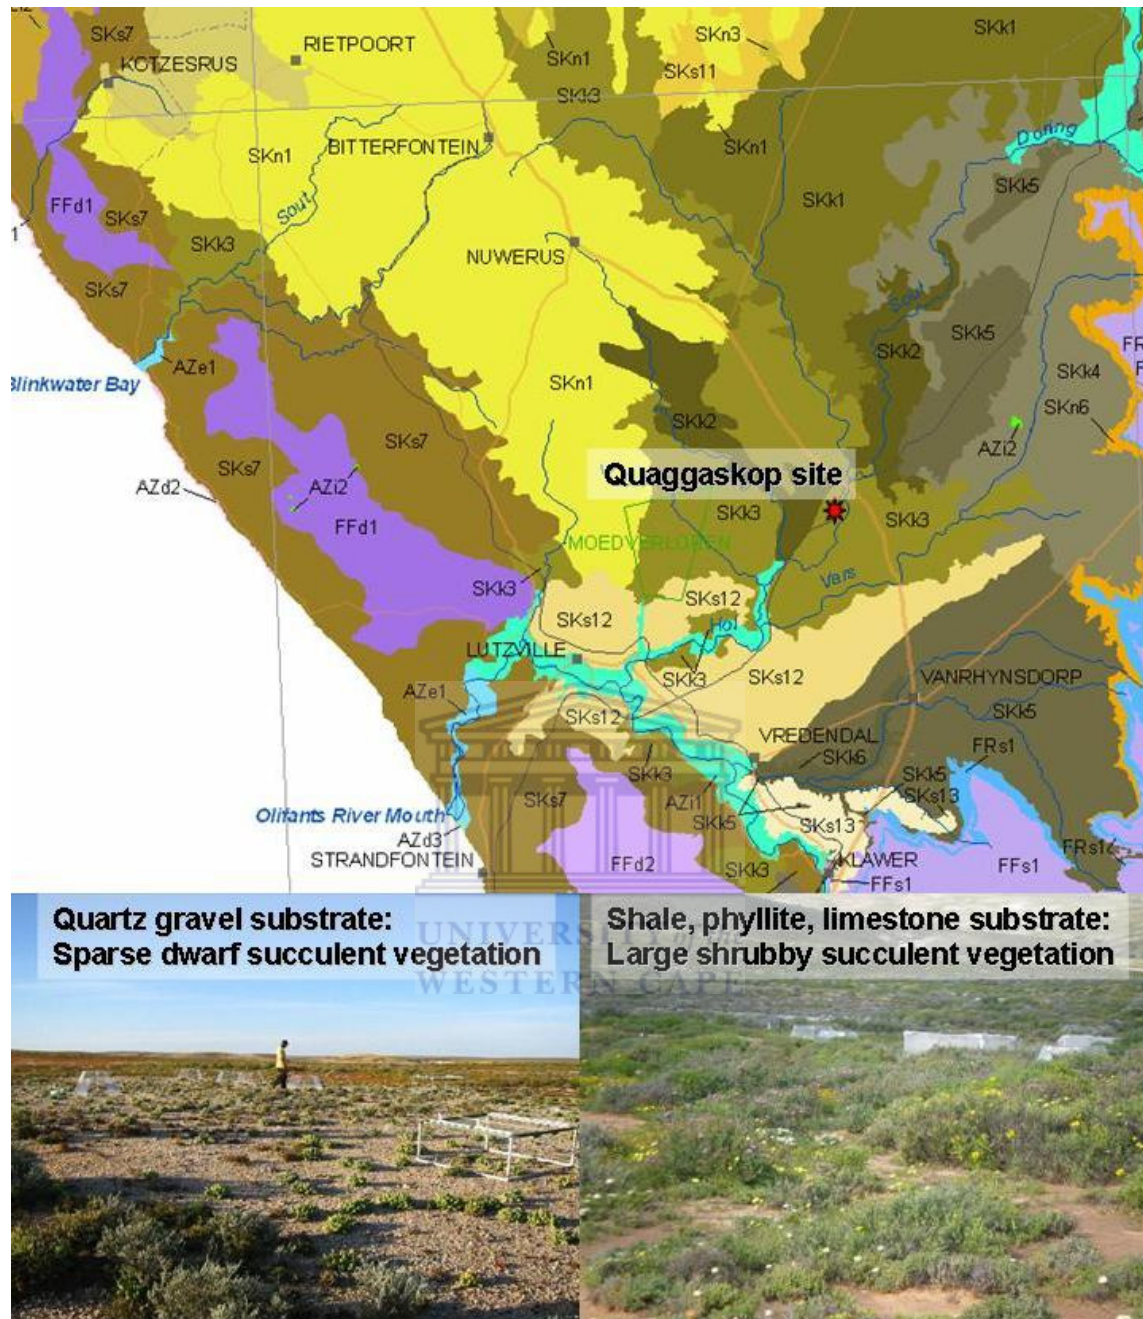 SKs7
RIETPOORT
KOTZESRUS
SKn3
SKk1
SKn1
SKs11
SKk3
SKn1
SKn1
BITTERFONTEIN
Doring
SKk5
SKk1
FFd1
SKs7
Sout
SKk3
NUWERUS
SKs7
Sout
SKk5
SKk2
FR
F
AZe1
SKk4
Blinkwater Bay
SKn1
SKn6
SKk2
SKs7
AZi2
SKs7
Quaggaskop site
AZd2
AZi2
SKk3
SKk3
FFd1
MOEDVERLOREN
Vars
SKk3
SKs12
SKs12
Hol
LUTZVILLE
SKk3
SKs12
VANRHYNSDORP
AZe1
SKs12
SKk5
VREDENDAL
FRs1
SKk6
SKk3
SKk5
SKs7
AZi1
SKs13
Olifants River Mouth
SKk5
SKs13
AZd3
STRANDFONTEIN
FFd2
SKk3
KLAWER
FFs1
FFs1
Quartz gravel substrate:
Sparse dwarf succulent vegetation
Shale, phyllite, limestone substrate:
Large shrubby succulent vegetation
UNIVERSITY of the
WESTERN CAPE